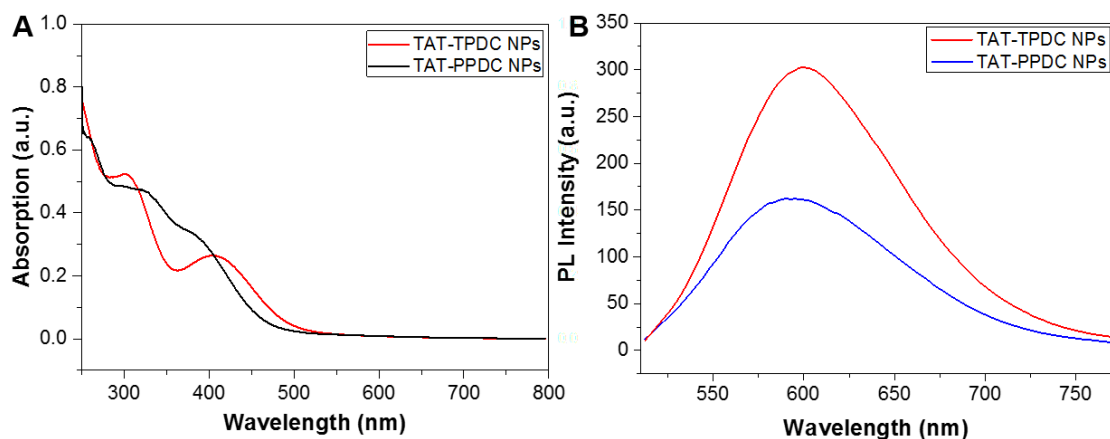 A
B
TAT-TPDC NPs
TAT-PPDC NPs
Absorption (a.u.)
1.0
0.8
0.6
0.4
0.2
0.0
300
400
500
600
700
800
Wavelength (nm)
TAT-TPDC NPs
TAT-PPDC NPs
PL Intensity (a.u.)
350
300
250
200
150
100
50
0
550
600
650
700
750
Wavelength (nm)